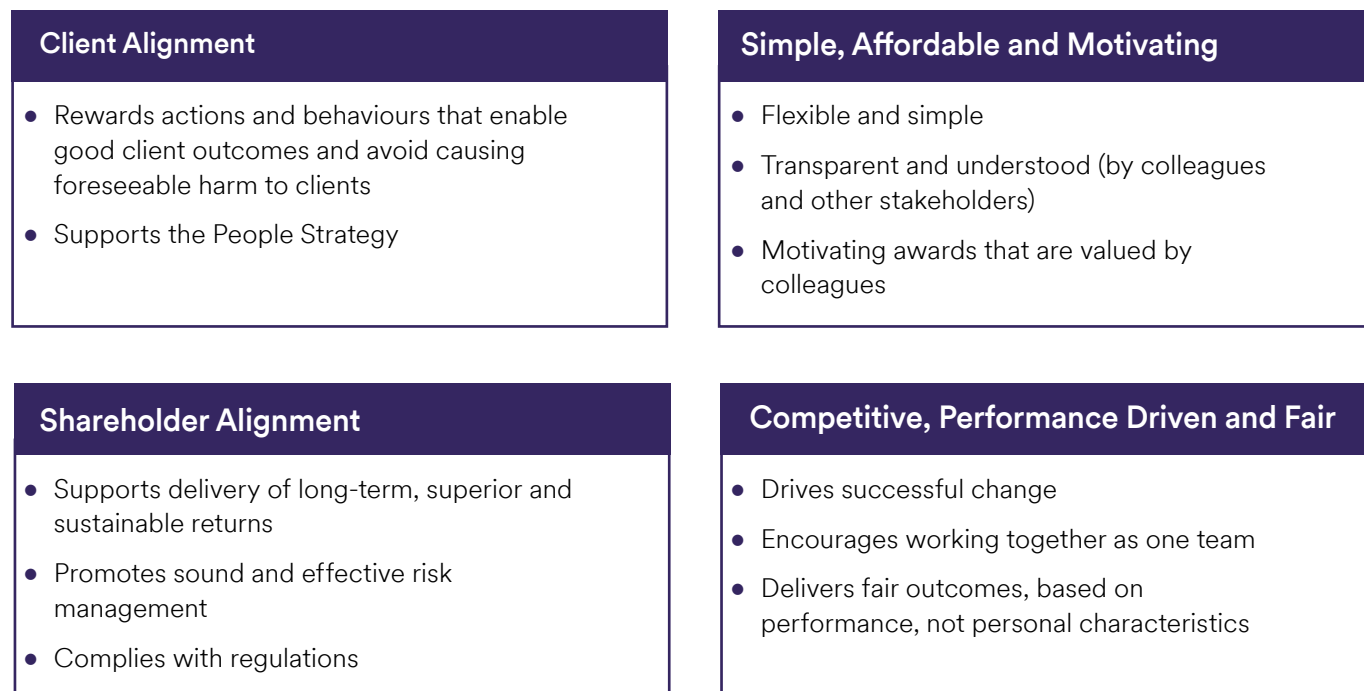 Client Alignment
• Rewards actions and behaviours that enable
good client outcomes and avoid causing
foreseeable harm to clients
• Supports the People Strategy
Simple, Affordable and Motivating
• Flexible and simple
• Transparent and understood (by colleagues
and other stakeholders)
• Motivating awards that are valued by
colleagues
Shareholder Alignment
• Supports delivery of long-term, superior and
sustainable returns
• Promotes sound and effective risk
management
• Complies with regulations
Competitive, Performance Driven and Fair
• Drives successful change
• Encourages working together as one team
• Delivers fair outcomes, based on
performance, not personal characteristics